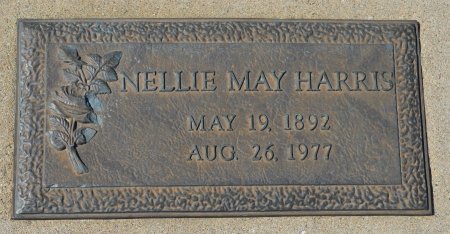 NELLIE MAY HARRIS
MAY 19, 1892
AUG. 26, 1977